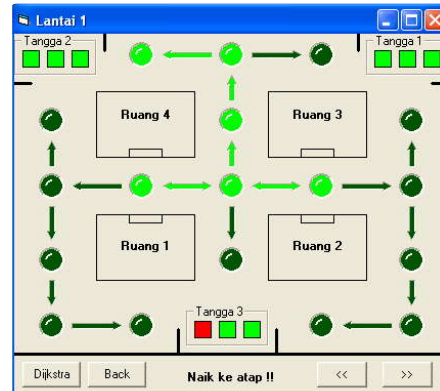 Lantai 1
Tangga 2
Tangga 1
Ruang 4
Ruang 3
Ruang 1
Ruang 2
Tangga 3
Dijkstra
Back
Naik ke atap !!
<<
>>